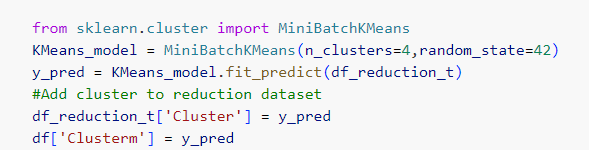 from sklearn.cluster import MiniBatchKMeans
KMeans_model = MiniBatchKMeans(n_clusters=4,random_state=42)
y_pred = KMeans_model.fit_predict(df_reduction_t)
#Add cluster to reduction dataset
df_reduction_t['Cluster'] = y_pred
df['Clusterm'] = y_pred